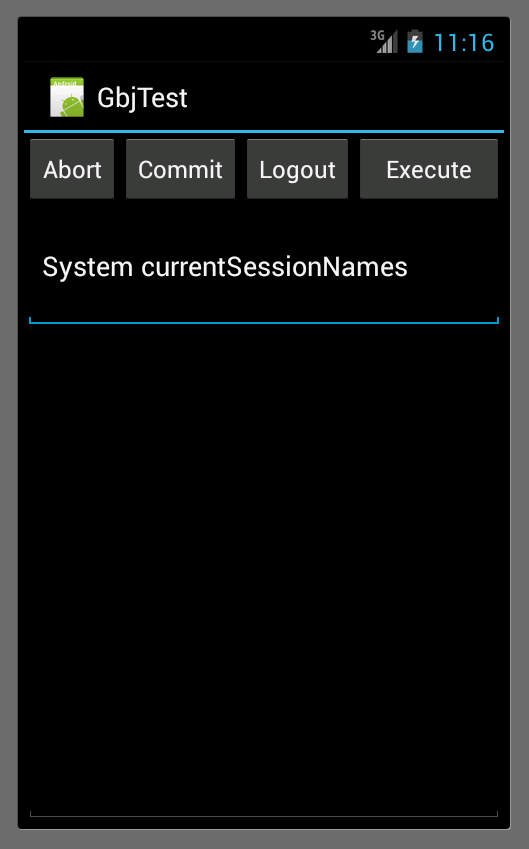 3G 11:16
Android
GbjTest
Abort Commit Logout Execute
System currentSessionNames